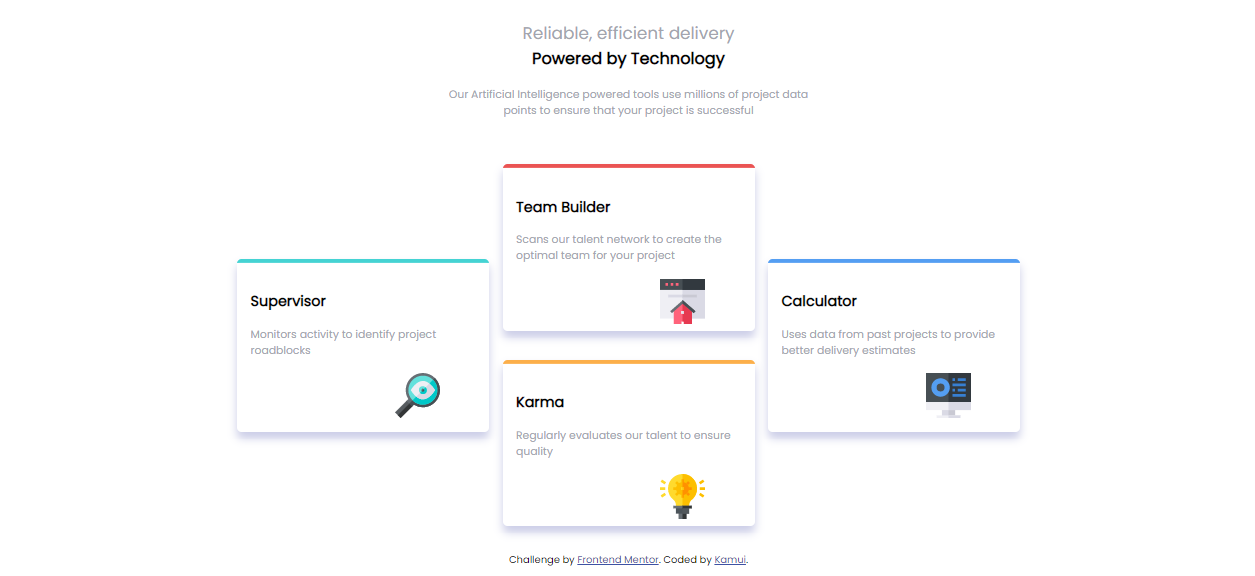 Reliable, efficient delivery
Powered by Technology
Our Artificial Intelligence powered tools use millions of project data
points to ensure that your project is successful
Team Builder
Scans our talent network to create the
optimal team for your project
Supervisor
Monitors activity to identify project
roadblocks
Calculator
Uses data from past projects to provide
better delivery estimates
Karma
Regularly evaluates our talent to ensure
quality
Challenge by Frontend Mentor. Coded by Kamui.